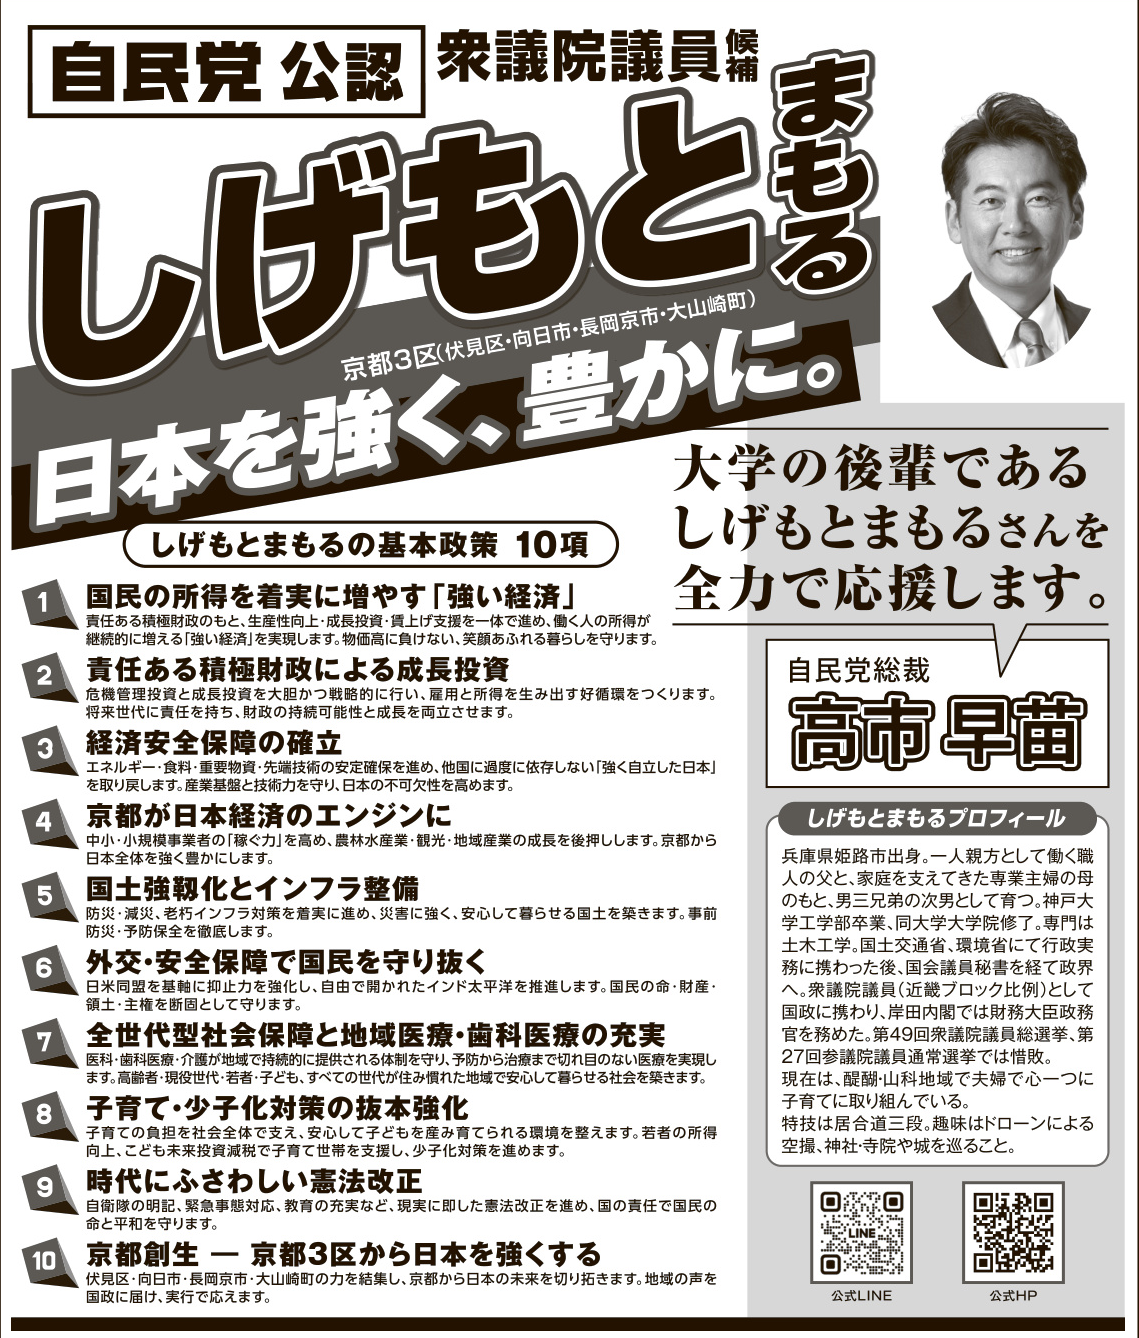 自民党 公認
衆議院議員候補
しげもと
まもる
京都3区(伏見区・向日市・長岡京市・大山崎町)
日本を強く、豊かに。
大学の後輩である
しげもとまもるさんを
全力で応援します。
自民党総裁
高市 早苗
しげもとまもるの基本政策 10項
1
国民の所得を着実に増やす「強い経済」
責任ある積極財政のもと、生産性向上・成長投資・賃上げ支援を一体で進め、働く人の所得が
継続的に増える「強い経済」を実現します。物価高に負けない、笑顔あふれる暮らしを守ります。
2
責任ある積極財政による成長投資
危機管理投資と成長投資を大胆かつ戦略的に行い、雇用と所得を生み出す好循環をつくります。
将来世代に責任を持ち、財政の持続可能性と成長を両立させます。
3
経済安全保障の確立
エネルギー・食料・重要物資・先端技術の安定確保を進め、他国に過度に依存しない「強く自立した日本」
を取り戻します。産業基盤と技術力を守り、日本の不可欠性を高めます。
4
京都が日本経済のエンジンに
中小・小規模事業者の「稼ぐ力」を高め、農林水産業・観光・地域産業の成長を後押しします。京都から
日本全体を強く豊かにします。
5
国土強靱化とインフラ整備
防災・減災、老朽インフラ対策を着実に進め、災害に強く、安心して暮らせる国土を築きます。事前
防災・予防保全を徹底します。
6
外交・安全保障で国民を守り抜く
日米同盟を基軸に抑止力を強化し、自由で開かれたインド太平洋を推進します。国民の命・財産・
領土・主権を断固として守ります。
7
全世代型社会保障と地域医療・歯科医療の充実
医科・歯科医療・介護が地域で持続的に提供される体制を守り、予防から治療まで切れ目のない医療を実現し
ます。高齢者・現役世代・若者・子ども、すべての世代が住み慣れた地域で安心して暮らせる社会を築きます。
8
子育て・少子化対策の抜本強化
子育ての負担を社会全体で支え、安心して子どもを産み育てられる環境を整えます。若者の所得
向上、こども未来投資減税で子育て世帯を支援し、少子化対策を進めます。
9
時代にふさわしい憲法改正
自衛隊の明記、緊急事態対応、教育の充実など、現実に即した憲法改正を進め、国の責任で国民の
命と平和を守ります。
10
京都創生 ― 京都3区から日本を強くする
伏見区・向日市・長岡京市・大山崎町の力を結集し、京都から日本の未来を切り拓きます。地域の声を
国政に届け、実行で応えます。
しげもとまもるプロフィール
兵庫県姫路市出身。一人親方として働く職
人の父と、家庭を支えてきた専業主婦の母
のもと、男三兄弟の次男として育つ。神戸大
学工学部卒業、同大学大学院修了。専門は
土木工学。国土交通省、環境省にて行政実
務に携わった後、国会議員秘書を経て政界
へ。衆議院議員(近畿ブロック比例)として
国政に携わり、岸田内閣では財務大臣政務
官を務めた。第49回衆議院議員総選挙、第
27回参議院議員通常選挙では惜敗。
現在は、醍醐・山科地域で夫婦で心一つに
子育てに取り組んでいる。
特技は居合道三段。趣味はドローンによる
空撮、神社・寺院や城を巡ること。
LINE
公式LINE
公式HP